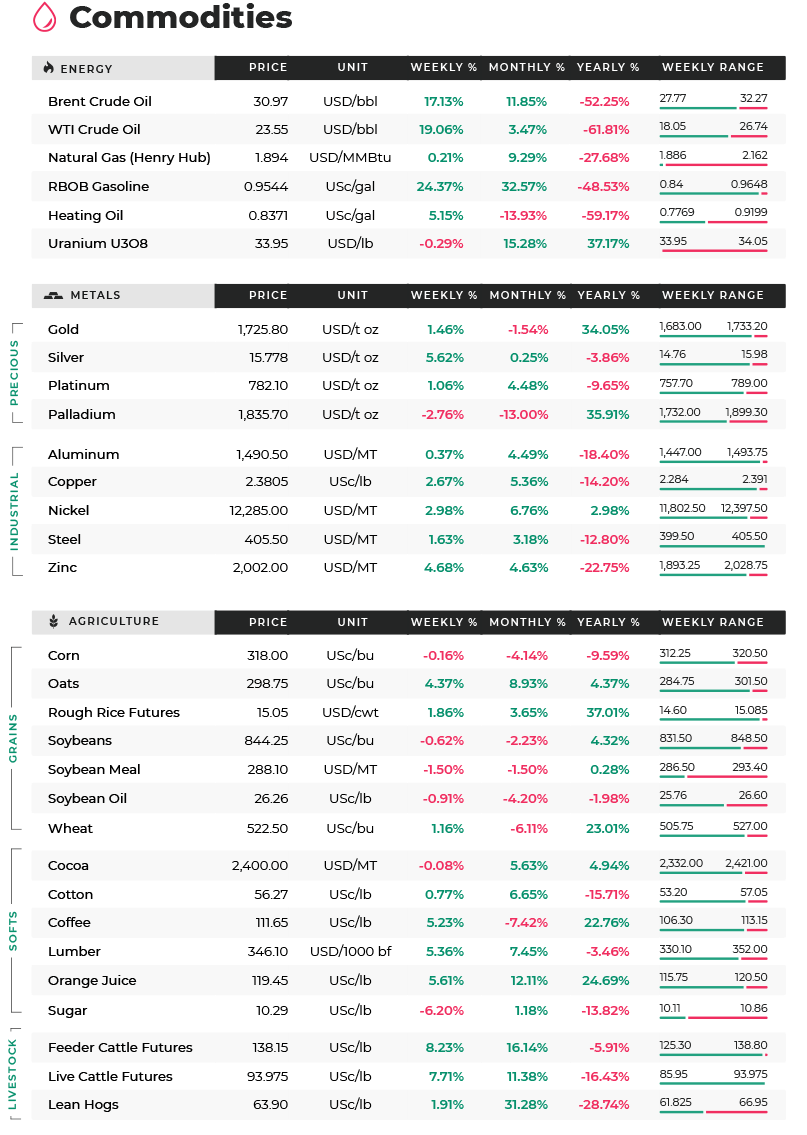 Commodities
ENERGY PRICE UNIT WEEKLY % MONTHLY % YEARLY % WEEKLY RANGE
Brent Crude Oil 30.97 USD/bbl 17.13% 11.85% -52.25% 27.77 32.27
WTI Crude Oil 23.55 USD/bbl 19.06% 3.47% -61.81% 18.05 26.74
Natural Gas (Henry Hub) 1.894 USD/MMBtu 0.21% 9.29% -27.68% 1.886 2.162
RBOB Gasoline 0.9544 USc/gal 24.37% 32.57% -48.53% 0.84 0.9648
Heating Oil 0.8371 USc/gal 5.15% -13.93% -59.17% 0.7769 0.9199
Uranium U3O8 33.95 USD/lb -0.29% 15.28% 37.17% 33.95 34.05
METALS PRICE UNIT WEEKLY % MONTHLY % YEARLY % WEEKLY RANGE
PRECIOUS
Gold 1,725.80 USD/t oz 1.46% -1.54% 34.05% 1,683.00 1,733.20
Silver 15.778 USD/t oz 5.62% 0.25% -3.86% 14.76 15.98
Platinum 782.10 USD/t oz 1.06% 4.48% -9.65% 757.70 789.00
Palladium 1,835.70 USD/t oz -2.76% -13.00% 35.91% 1,732.00 1,899.30
INDUSTRIAL
Aluminum 1,490.50 USD/MT 0.37% 4.49% -18.40% 1,447.00 1,493.75
Copper 2.3805 USc/lb 2.67% 5.36% -14.20% 2.284 2.391
Nickel 12,285.00 USD/MT 2.98% 6.76% 2.98% 11,802.50 12,397.50
Steel 405.50 USD/MT 1.63% 3.18% -12.80% 399.50 405.50
Zinc 2,002.00 USD/MT 4.68% 4.63% -22.75% 1,893.25 2,028.75
AGRICULTURE PRICE UNIT WEEKLY % MONTHLY % YEARLY % WEEKLY RANGE
GRAINS
Corn 318.00 USc/bu -0.16% -4.14% -9.59% 312.25 320.50
Oats 298.75 USc/bu 4.37% 8.93% 4.37% 284.75 301.50
Rough Rice Futures 15.05 USD/cwt 1.86% 3.65% 37.01% 14.60 15.085
Soybeans 844.25 USc/bu -0.62% -2.23% 4.32% 831.50 848.50
Soybean Meal 288.10 USD/MT -1.50% -1.50% 0.28% 286.50 293.40
Soybean Oil 26.26 USc/lb -0.91% -4.20% -1.98% 25.76 26.60
Wheat 522.50 USc/bu 1.16% -6.11% 23.01% 505.75 527.00
SOFTS
Cocoa 2,400.00 USD/MT -0.08% 5.63% 4.94% 2,332.00 2,421.00
Cotton 56.27 USc/lb 0.77% 6.65% -15.71% 53.20 57.05
Coffee 111.65 USc/lb 5.23% -7.42% 22.76% 106.30 113.15
Lumber 346.10 USD/1000 bf 5.36% 7.45% -3.46% 330.10 352.00
Orange Juice 119.45 USc/lb 5.61% 12.11% 24.69% 115.75 120.50
Sugar 10.29 USc/lb -6.20% 1.18% -13.82% 10.11 10.86
LIVESTOCK
Feeder Cattle Futures 138.15 USc/lb 8.23% 16.14% -5.91% 125.30 138.80
Live Cattle Futures 93.975 USc/lb 7.71% 11.38% -16.43% 85.95 93.975
Lean Hogs 63.90 USc/lb 1.91% 31.28% -28.74% 61.825 66.95